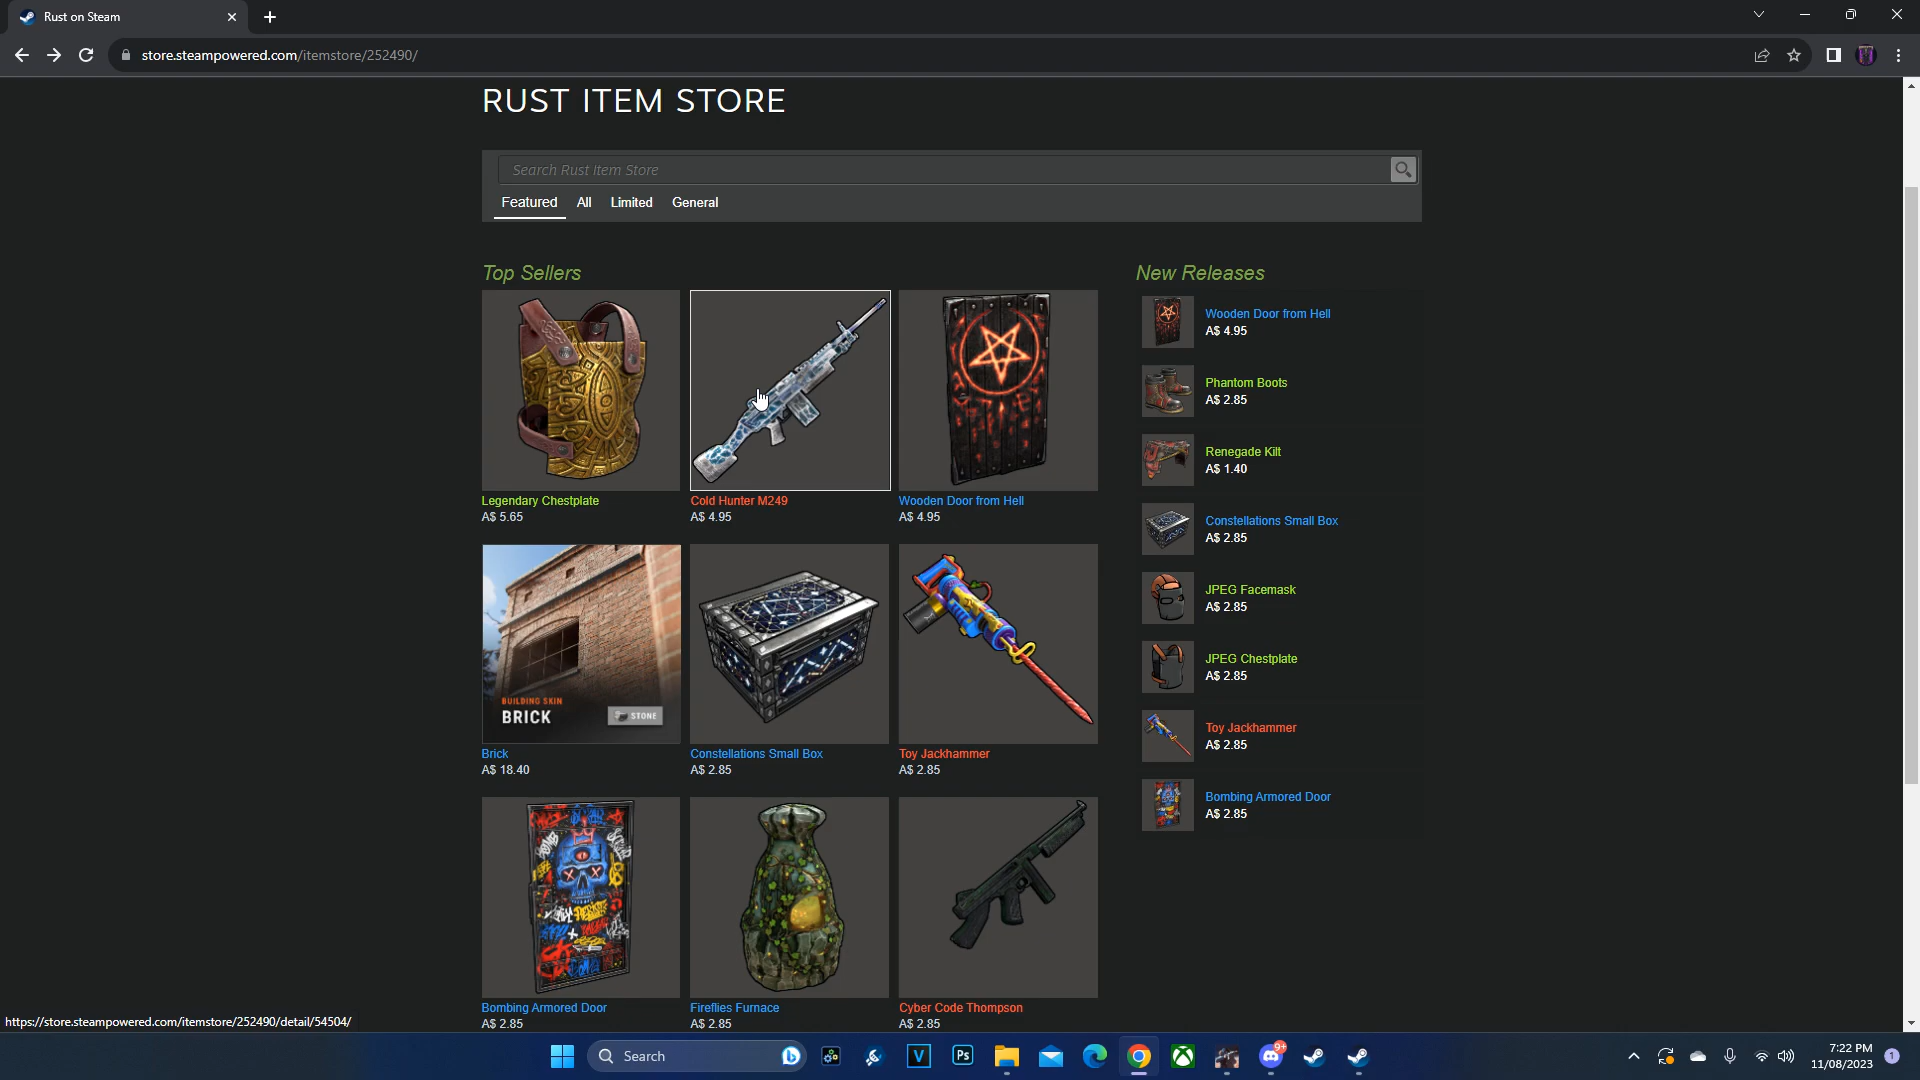 Rust on Steam
store.steampowered.com/itemstore/252490/
RUST ITEM STORE
Search Rust Item Store
Featured All Limited General
Top Sellers
Legendary Chestplate
A$ 5.65
Cold Hunter M249
A$ 4.95
Wooden Door from Hell
A$ 4.95
BUILDING SKIN
BRICK
STONE
Brick
A$ 18.40
Constellations Small Box
A$ 2.85
Toy Jackhammer
A$ 2.85
Bombing Armored Door
A$ 2.85
Fireflies Furnace
A$ 2.85
Cyber Code Thompson
A$ 2.85
New Releases
Wooden Door from Hell
A$ 4.95
Phantom Boots
A$ 2.85
Renegade Kilt
A$ 1.40
Constellations Small Box
A$ 2.85
JPEG Facemask
A$ 2.85
JPEG Chestplate
A$ 2.85
Toy Jackhammer
A$ 2.85
Bombing Armored Door
A$ 2.85
https://store.steampowered.com/itemstore/252490/detail/54504/
Search
V
Ps
9+
7:22 PM
11/08/2023
1